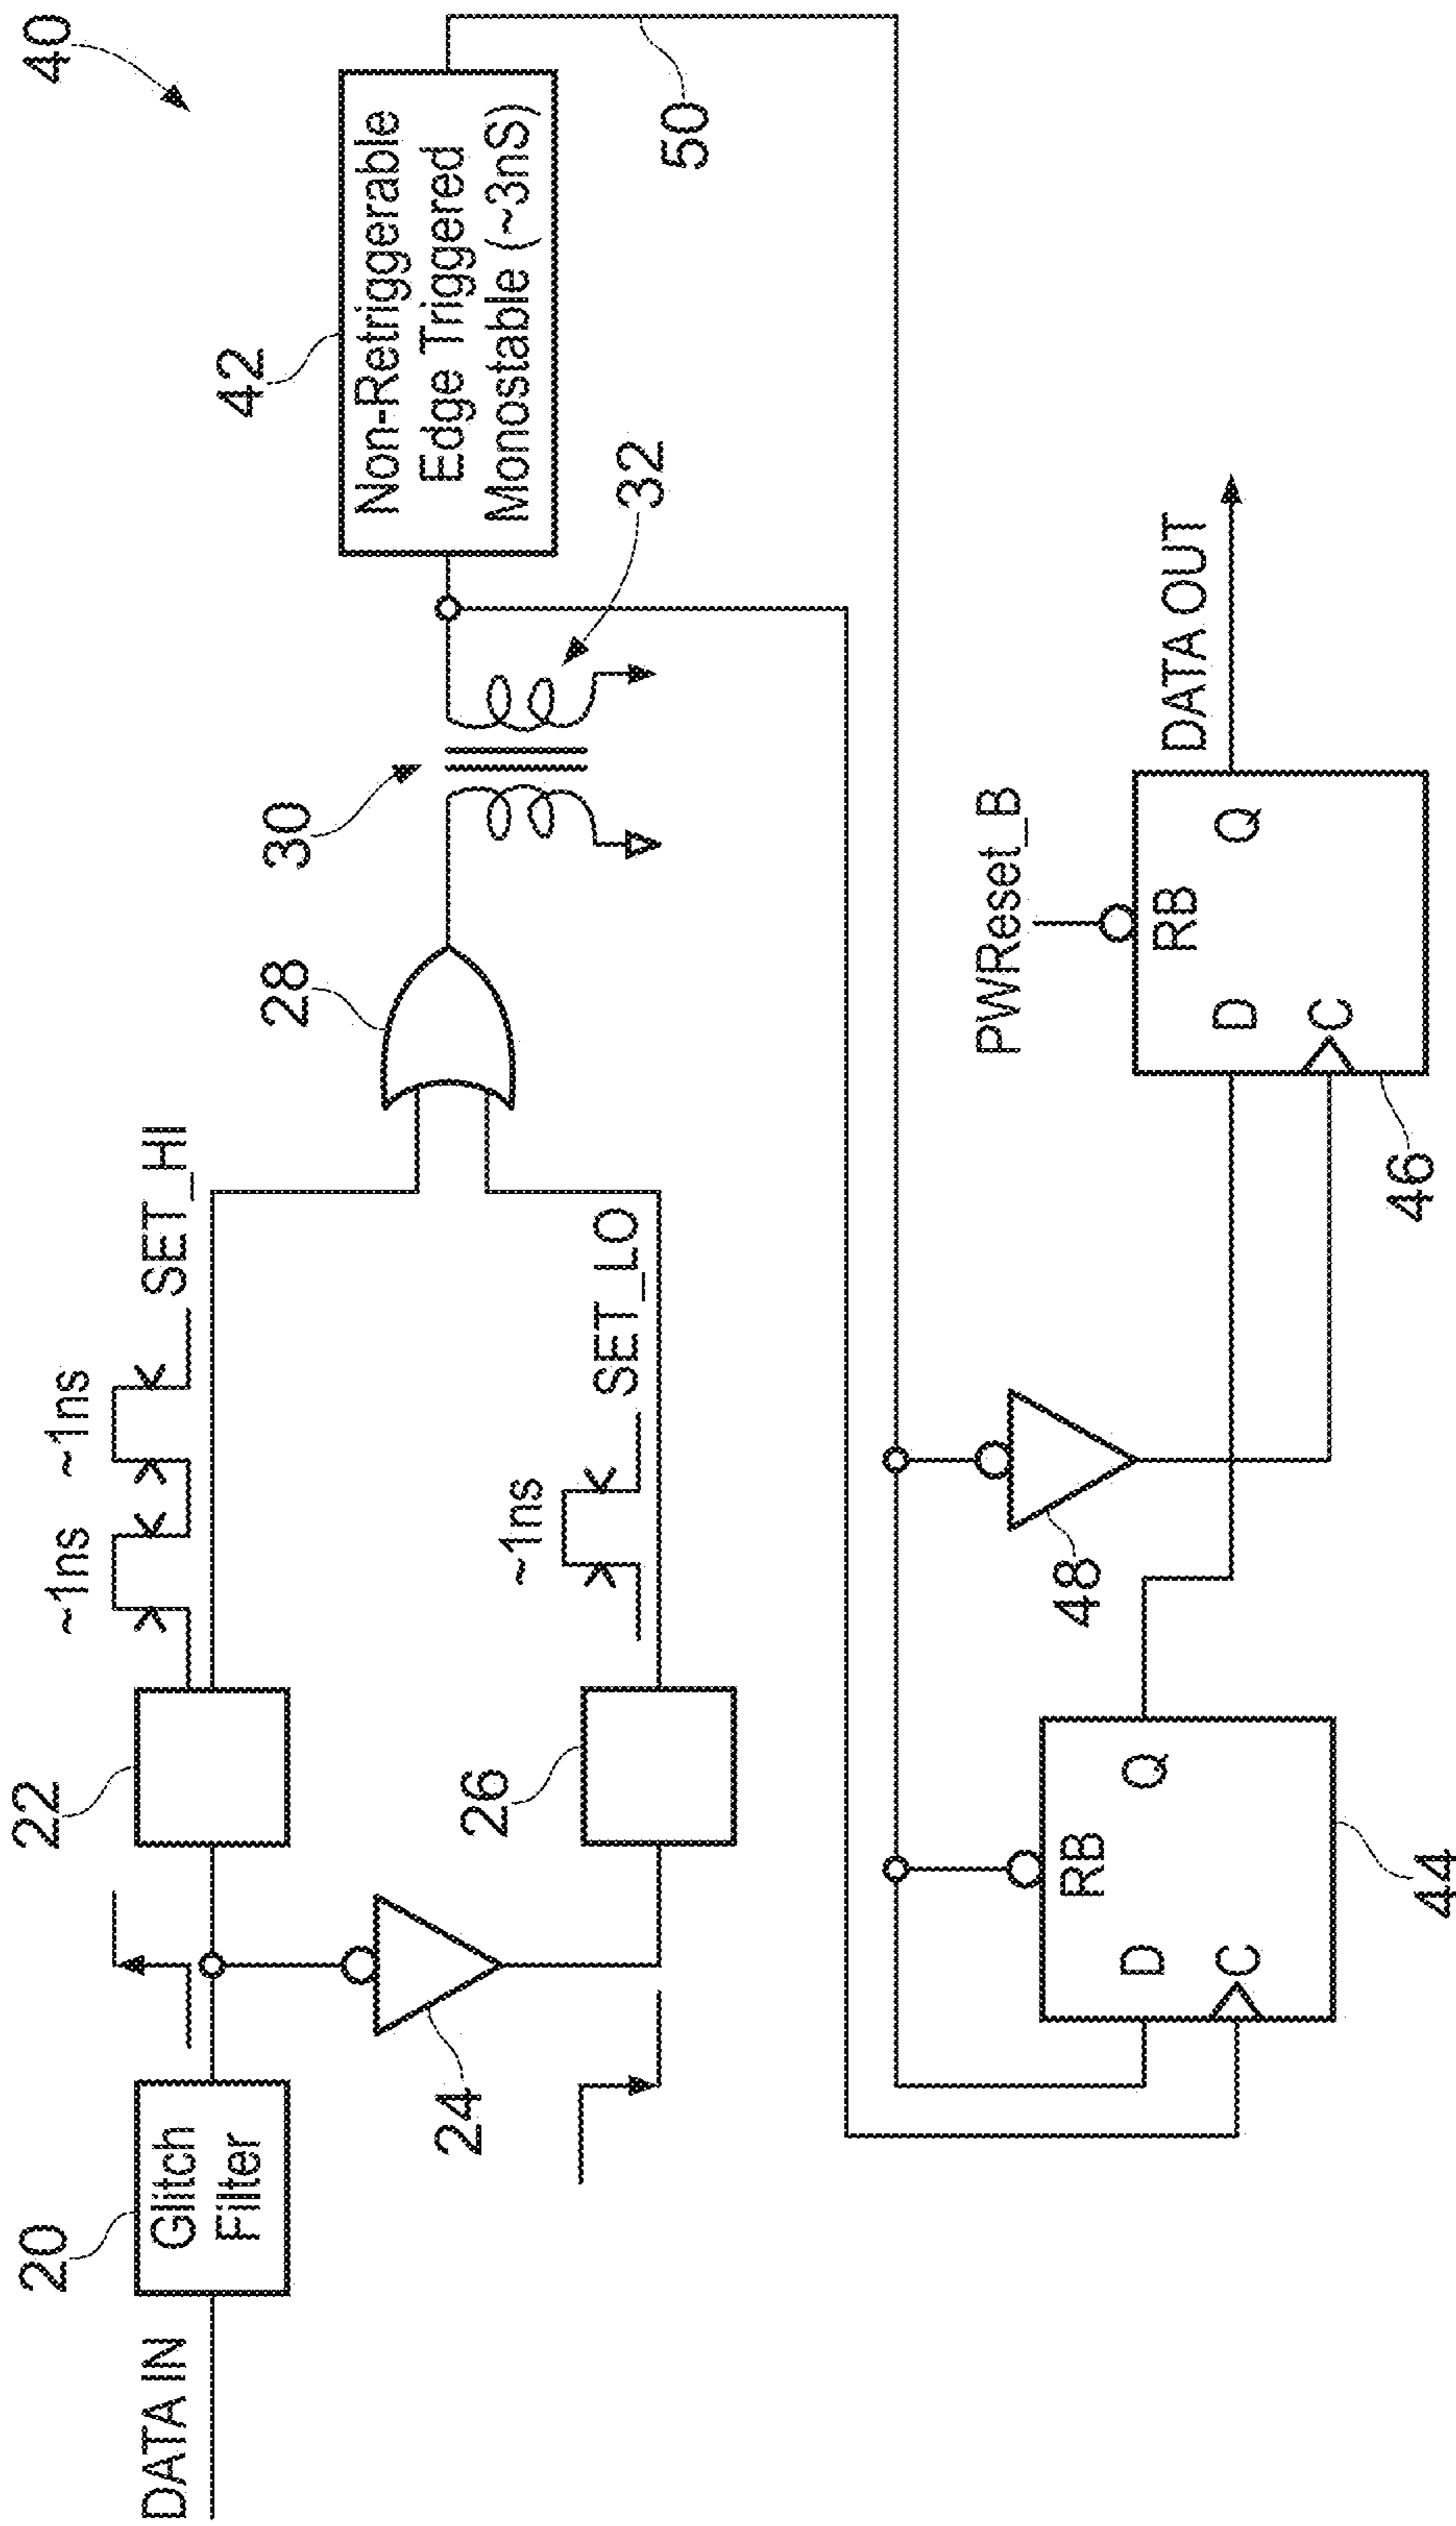 40
DATA IN
20
Glitch
Filter
22
~1ns
~1ns
SET_HI
24
26
~1ns
SET_LO
28
30
32
42
Non-Retriggerable
Edge Triggered
Monostable (~3nS)
50
44
D
C
RB
Q
48
46
D
C
RB
Q
PWReset_B
DATA OUT